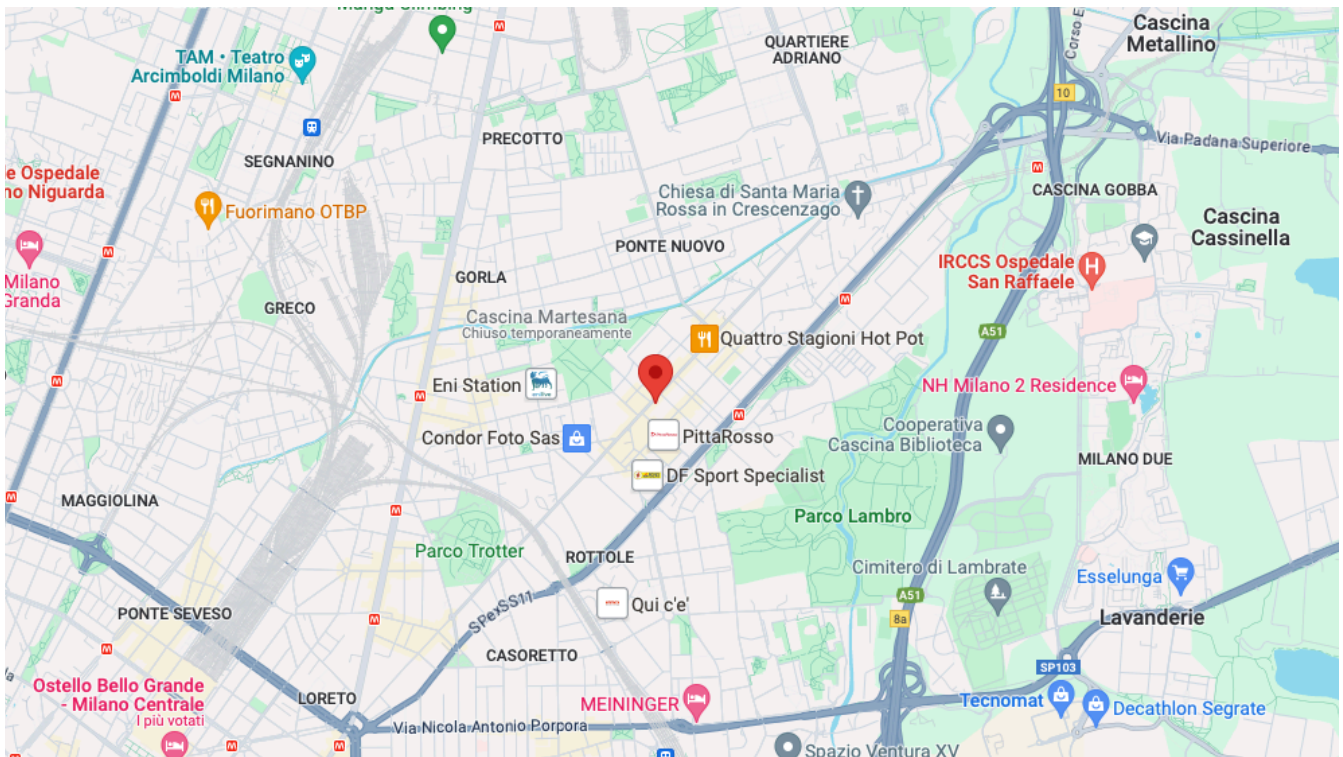 Manga Climbing
Cascina
Metallino
Corso E
QUARTIERE
ADRIANO
TAM • Teatro
Arcimboldi Milano
M
M
10
PRECOTTO
Via Padana Superiore
SEGNANINO
M
e Ospedale
no Niguarda
Chiesa di Santa Maria
Rossa in Crescenzago
CASCINA GOBBA
Fuorimano OTBP
Cascina
Cassinella
PONTE NUOVO
M
IRCCS Ospedale
San Raffaele
H
Milano
Granda
GORLA
M
GRECO
Cascina Martesana
Chiuso temporaneamente
A51
Quattro Stagioni Hot Pot
M
Eni Station
NH Milano 2 Residence
M
M
Cooperativa
Cascina Biblioteca
Condor Foto Sas
PittaRosso
MILANO DUE
DF Sport Specialist
M
MAGGIOLINA
M
Parco Lambro
Parco Trotter
ROTTOLE
Cimitero di Lambrate
Esselunga
A51
SPexSS11
Qui c'e'
PONTE SEVESO
M
8a
Lavanderie
M
CASORETTO
SP103
Ostello Bello Grande
- Milano Centrale
I più votati
LORETO
MEININGER
Tecnomat
Decathlon Segrate
Via Nicola Antonio Porpora
M
M
M
Spazio Ventura XV